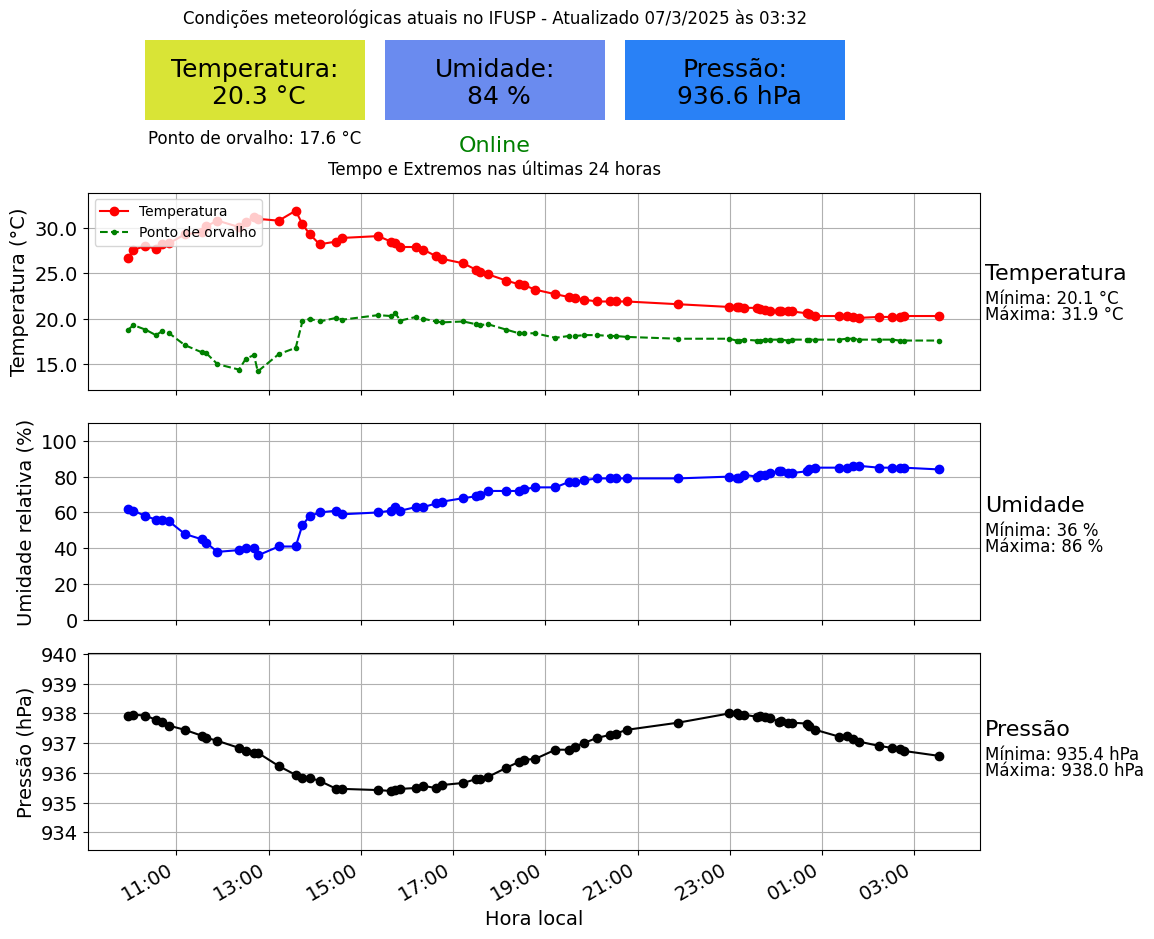 Condições meteorológicas atuais no IFUSP - Atualizado 07/3/2025 às 03:32
Temperatura:
20.3 °C
Umidade:
84 %
Pressão:
936.6 hPa
Ponto de orvalho: 17.6 °C
Online
Tempo e Extremos nas últimas 24 horas
Temperatura (°C)
30.0
25.0
20.0
15.0
Temperatura
Ponto de orvalho
Temperatura
Mínima: 20.1 °C
Máxima: 31.9 °C
Umidade relativa (%)
100
80
60
40
20
0
Umidade
Mínima: 36 %
Máxima: 86 %
Pressão (hPa)
940
939
938
937
936
935
934
Pressão
Mínima: 935.4 hPa
Máxima: 938.0 hPa
11:00
13:00
15:00
17:00
19:00
21:00
23:00
01:00
03:00
Hora local